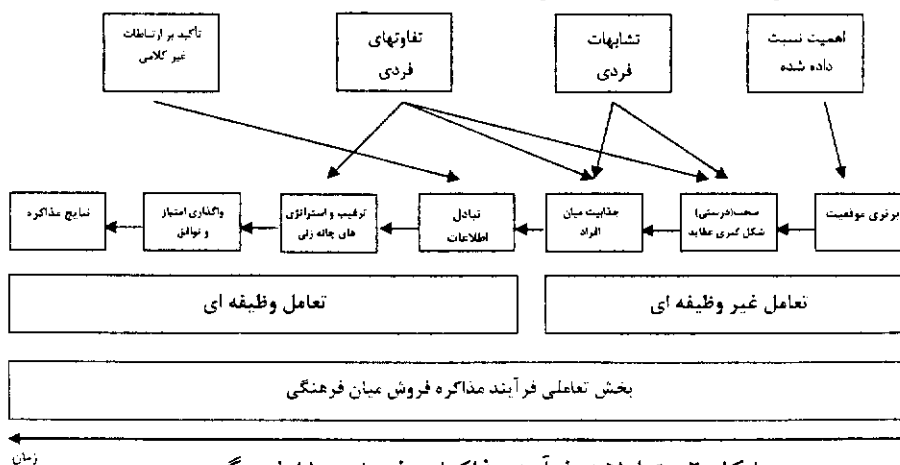 اهمیت نسبت
داده شده
تشابهات
فردی
تفاوتهای
فردی
تأکید بر ارتباطات
غیر کلامی
برتری موقعیت
صحت(درستی)
شکل گیری عقاید
جذابیت میان
افراد
تبادل
اطلاعات
ترغیب و استراتژی
های چانه زنی
واگذاری امتیاز
و توافق
نتایج مذاکره
تعامل غیر وظیفه ای
تعامل وظیفه ای
بخش تعاملی فرآیند مذاکره فروش میان فرهنگی
زمان